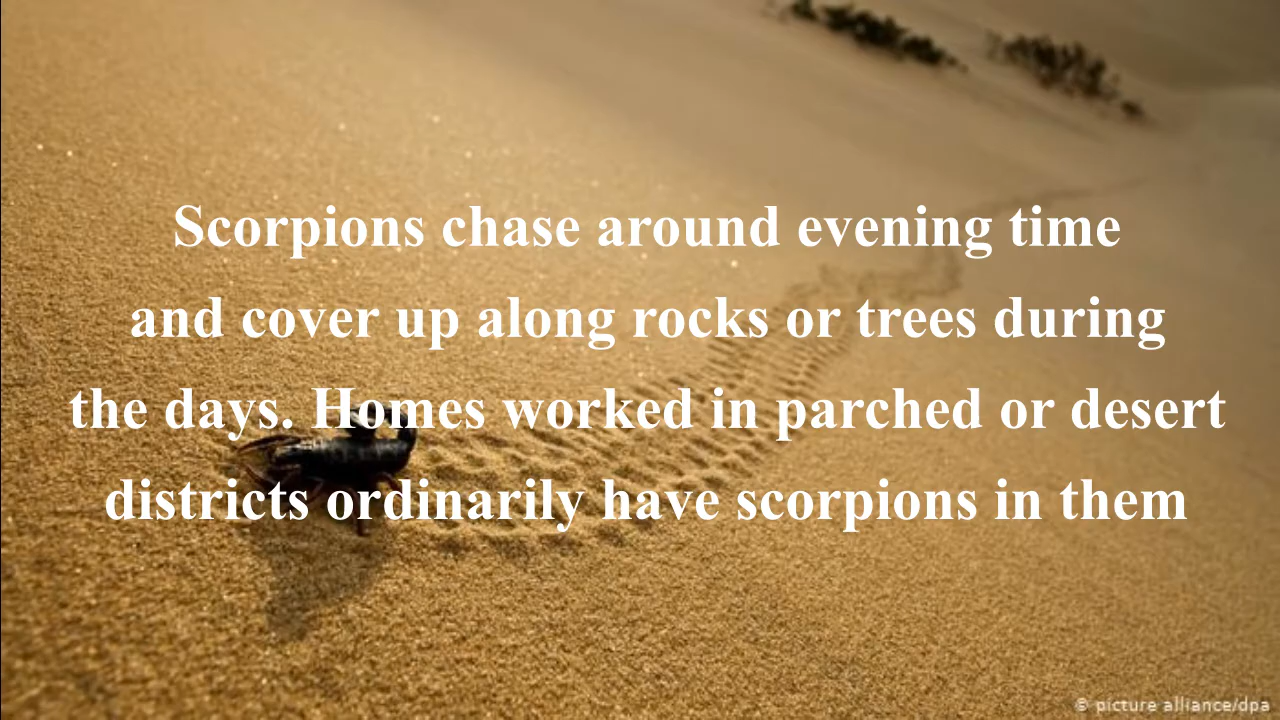 Scorpions chase around evening time
and cover up along rocks or trees during
the days. Homes worked in parched or desert
districts ordinarily have scorpions in them
© picture alliance/dpa